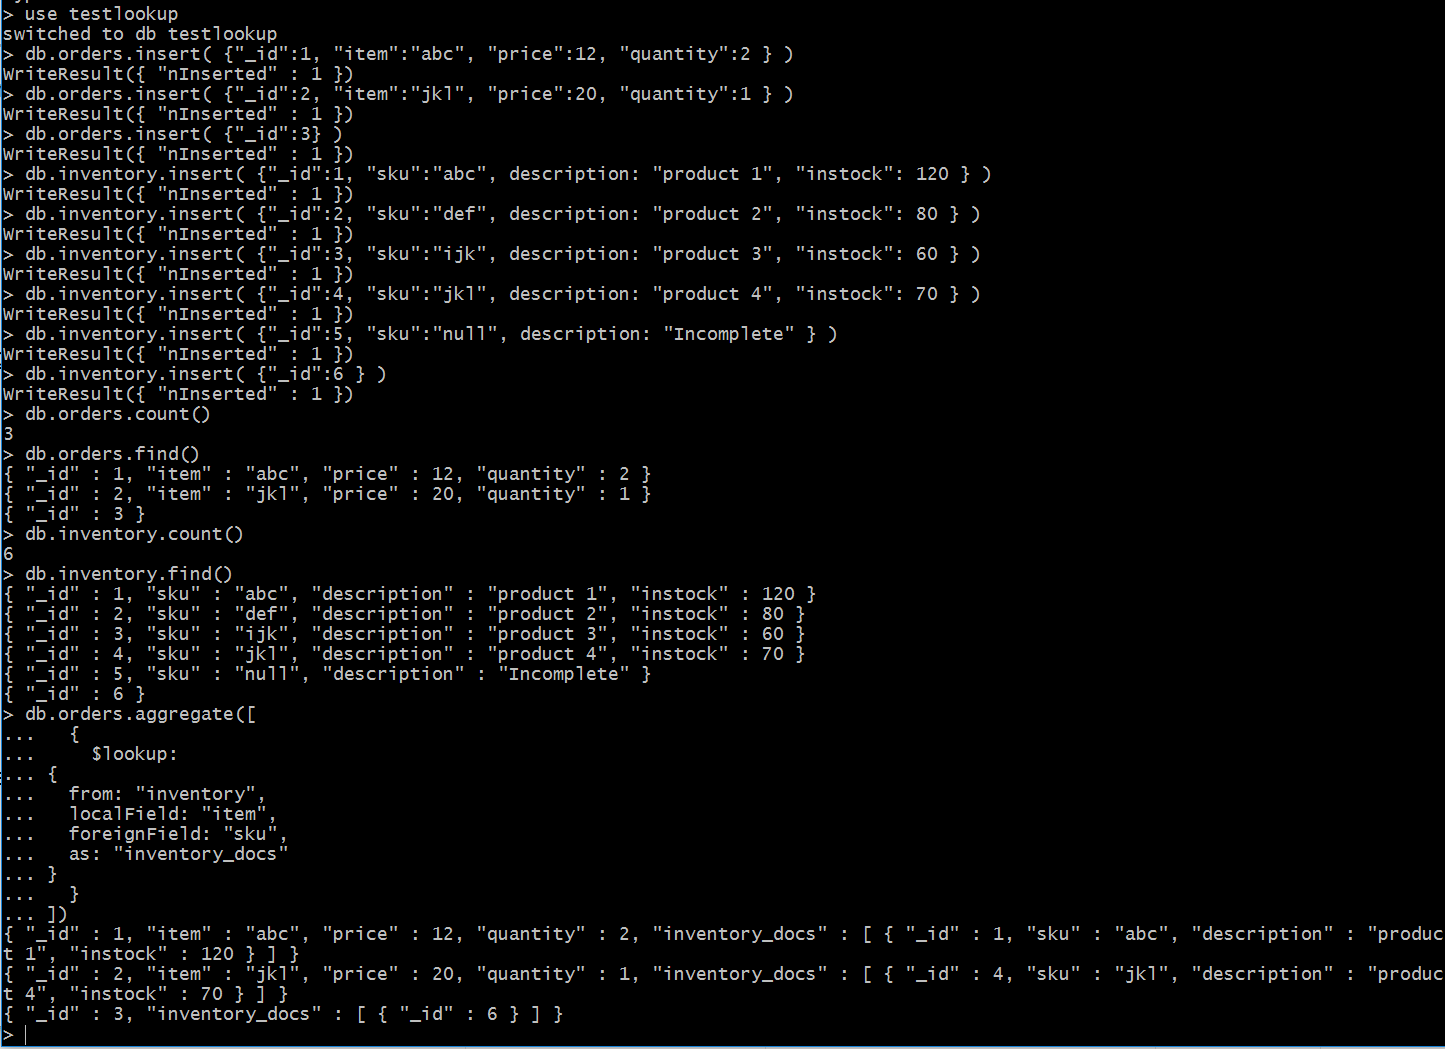 > use testlookup
switched to db testlookup
> db.orders.insert( {"_id":1, "item":"abc", "price":12, "quantity":2 } )
WriteResult({ "nInserted" : 1 })
> db.orders.insert( {"_id":2, "item":"jkl", "price":20, "quantity":1 } )
WriteResult({ "nInserted" : 1 })
> db.orders.insert( {"_id":3} )
WriteResult({ "nInserted" : 1 })
> db.inventory.insert( {"_id":1, "sku":"abc", description: "product 1", "instock": 120 } )
WriteResult({ "nInserted" : 1 })
> db.inventory.insert( {"_id":2, "sku":"def", description: "product 2", "instock": 80 } )
WriteResult({ "nInserted" : 1 })
> db.inventory.insert( {"_id":3, "sku":"ijk", description: "product 3", "instock": 60 } )
WriteResult({ "nInserted" : 1 })
> db.inventory.insert( {"_id":4, "sku":"jkl", description: "product 4", "instock": 70 } )
WriteResult({ "nInserted" : 1 })
> db.inventory.insert( {"_id":5, "sku":"null", description: "Incomplete" } )
WriteResult({ "nInserted" : 1 })
> db.inventory.insert( {"_id":6 } )
WriteResult({ "nInserted" : 1 })
> db.orders.count()
3
> db.orders.find()
{ "_id" : 1, "item" : "abc", "price" : 12, "quantity" : 2 }
{ "_id" : 2, "item" : "jkl", "price" : 20, "quantity" : 1 }
{ "_id" : 3 }
> db.inventory.count()
6
> db.inventory.find()
{ "_id" : 1, "sku" : "abc", "description" : "product 1", "instock" : 120 }
{ "_id" : 2, "sku" : "def", "description" : "product 2", "instock" : 80 }
{ "_id" : 3, "sku" : "ijk", "description" : "product 3", "instock" : 60 }
{ "_id" : 4, "sku" : "jkl", "description" : "product 4", "instock" : 70 }
{ "_id" : 5, "sku" : "null", "description" : "Incomplete" }
{ "_id" : 6 }
> db.orders.aggregate([
...    {
...      $lookup:
... {
...    from: "inventory",
...    localField: "item",
...    foreignField: "sku",
...    as: "inventory_docs"
... }
...    }
... ])
{ "_id" : 1, "item" : "abc", "price" : 12, "quantity" : 2, "inventory_docs" : [ { "_id" : 1, "sku" : "abc", "description" : "produc
t 1", "instock" : 120 } ] }
{ "_id" : 2, "item" : "jkl", "price" : 20, "quantity" : 1, "inventory_docs" : [ { "_id" : 4, "sku" : "jkl", "description" : "produc
t 4", "instock" : 70 } ] }
{ "_id" : 3, "inventory_docs" : [ { "_id" : 6 } ] }
>